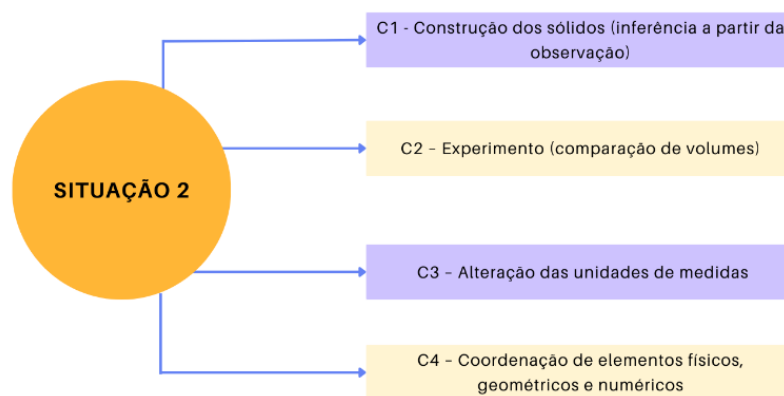 C1 - Construção dos sólidos (inferência a partir da
observação)
C2 – Experimento (comparação de volumes)
SITUAÇÃO 2
C3 – Alteração das unidades de medidas
C4 – Coordenação de elementos físicos,
geométricos e numéricos